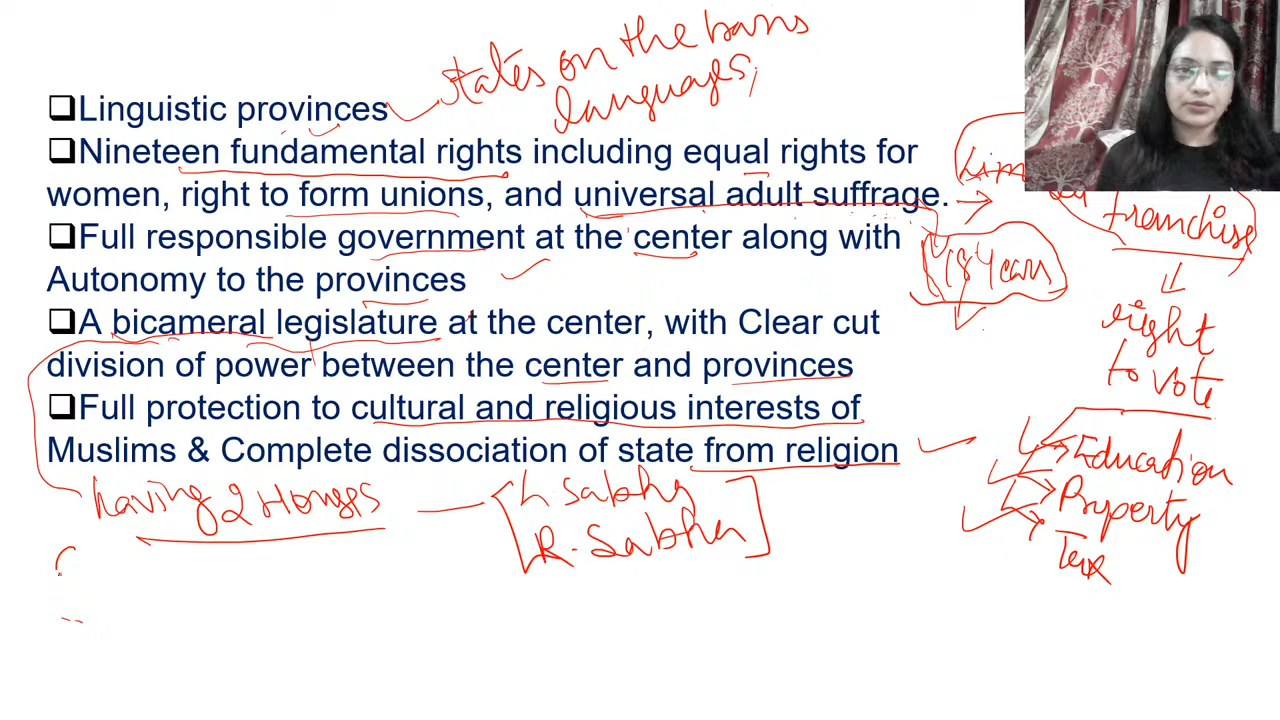 states on the basis
languages,
❑Linguistic provinces
❑Nineteen fundamental rights including equal rights for
women, right to form unions, and universal adult suffrage.
❑Full responsible government at the center along with
Autonomy to the provinces
❑A bicameral legislature at the center, with Clear cut
division of power between the center and provinces
❑Full protection to cultural and religious interests of
Muslims & Complete dissociation of state from religion
franchise
18 Years
right
to vote
Education
Property
Tax
having 2 Houses
L Sabha
R. Sabha